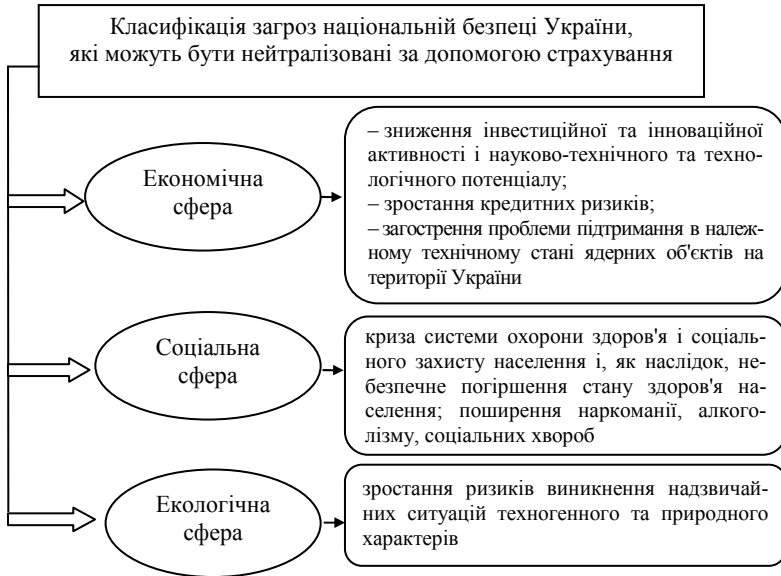 Класифікація загроз національній безпеці України,
які можуть бути нейтралізовані за допомогою страхування
Економічна
сфера
– зниження інвестиційної та інноваційної
активності і науково-технічного та техно-
логічного потенціалу;
– зростання кредитних ризиків;
– загострення проблеми підтримання в належ-
ному технічному стані ядерних об'єктів на
території України
Соціальна
сфера
криза системи охорони здоров'я і соціаль-
ного захисту населення і, як наслідок, не-
безпечне погіршення стану здоров'я на-
селення; поширення наркоманії, алкого-
лізму, соціальних хвороб
Екологічна
сфера
зростання ризиків виникнення надзвичай-
них ситуацій техногенного та природного
характерів